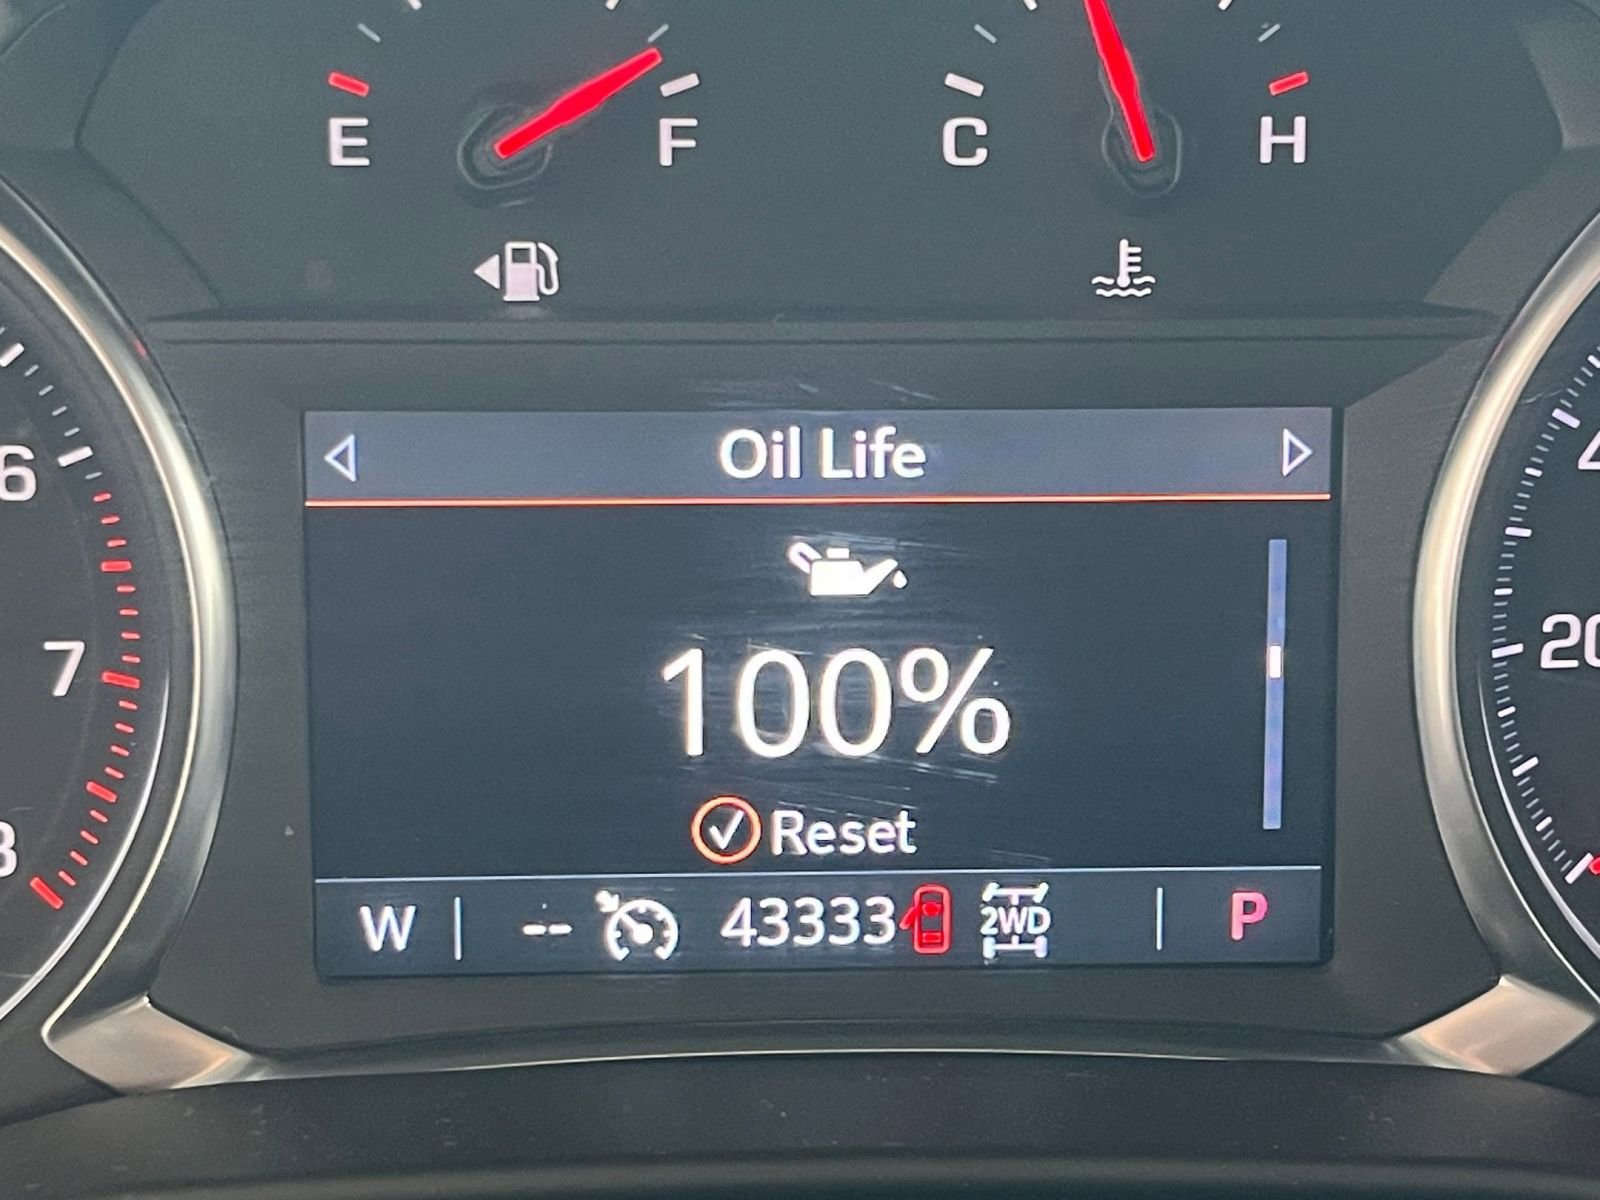 E F C H
Oil Life
6
100%
7
20
Reset
W -- 43333 2WD P